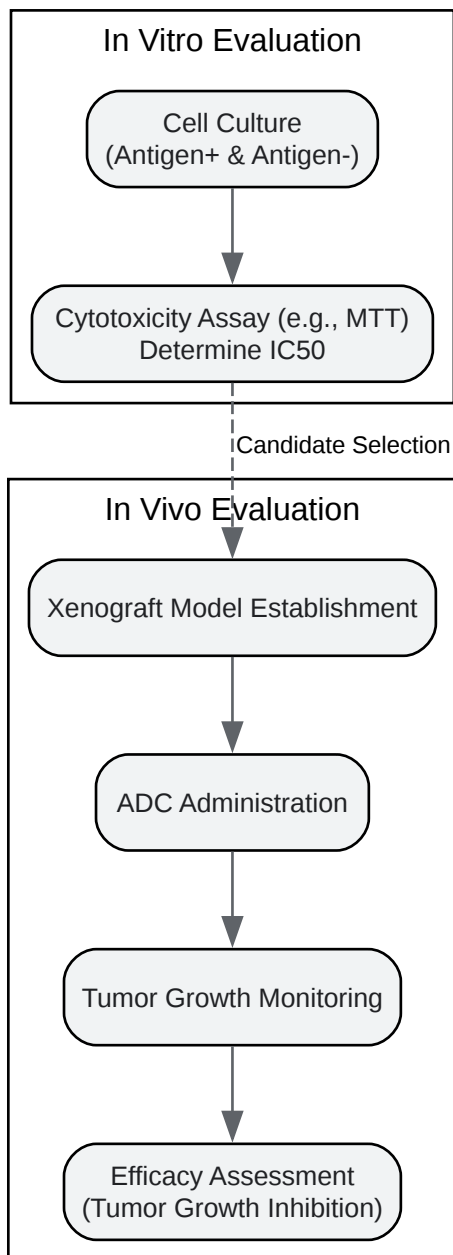 In Vitro Evaluation
Cell Culture
(Antigen+ & Antigen-)
Cytotoxicity Assay (e.g., MTT)
Determine IC50
Candidate Selection
In Vivo Evaluation
Xenograft Model Establishment
ADC Administration
Tumor Growth Monitoring
Efficacy Assessment
(Tumor Growth Inhibition)